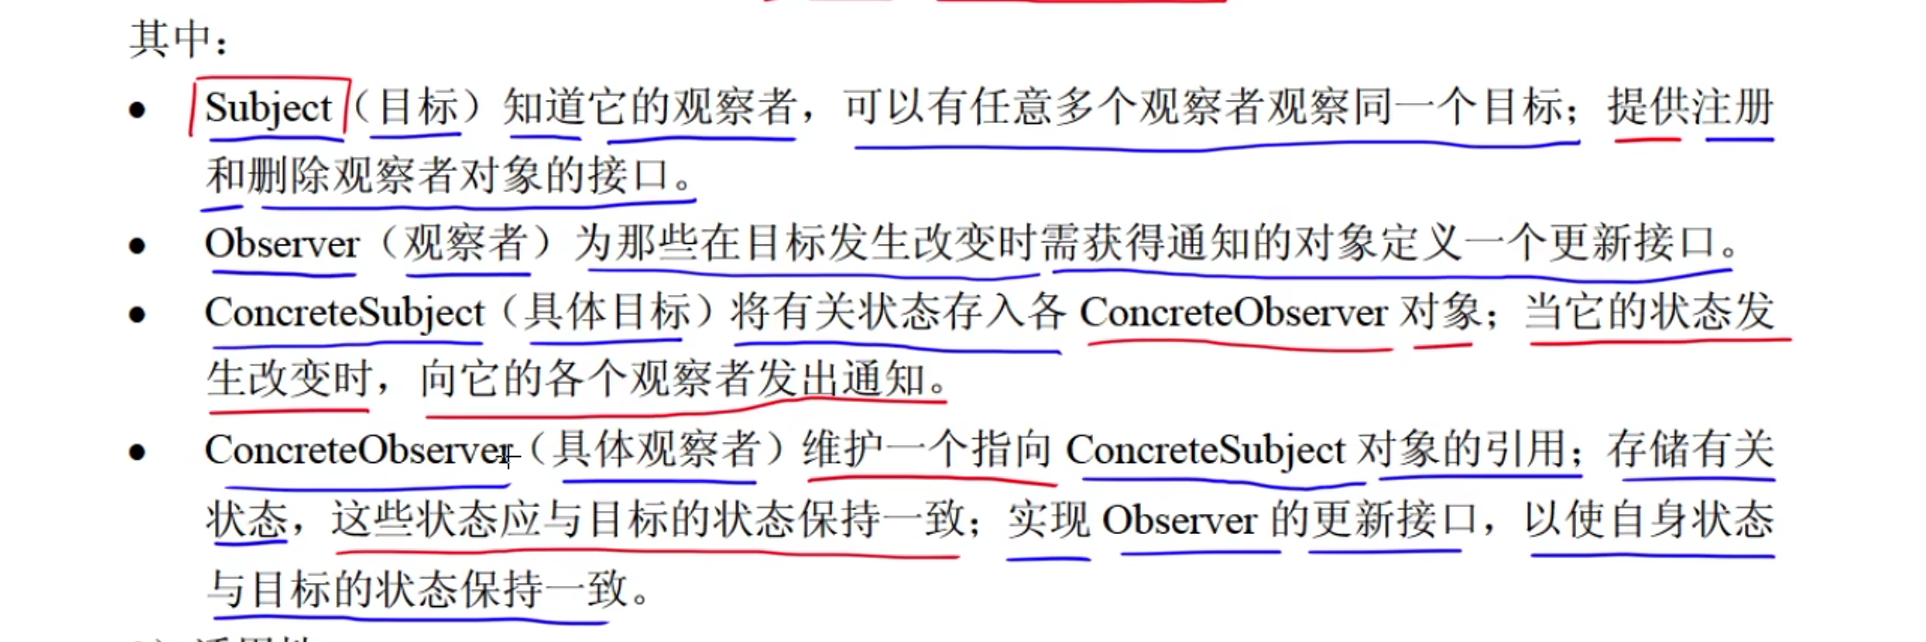 其中：
● Subject（目标）知道它的观察者，可以有任意多个观察者观察同一个目标；提供注册
和删除观察者对象的接口。
● Observer（观察者）为那些在目标发生改变时需获得通知的对象定义一个更新接口。
● ConcreteSubject（具体目标）将有关状态存入各 ConcreteObserver 对象；当它的状态发
生改变时，向它的各个观察者发出通知。
● ConcreteObserver（具体观察者）维护一个指向 ConcreteSubject 对象的引用；存储有关
状态，这些状态应与目标的状态保持一致；实现 Observer 的更新接口，以使自身状态
与目标的状态保持一致。